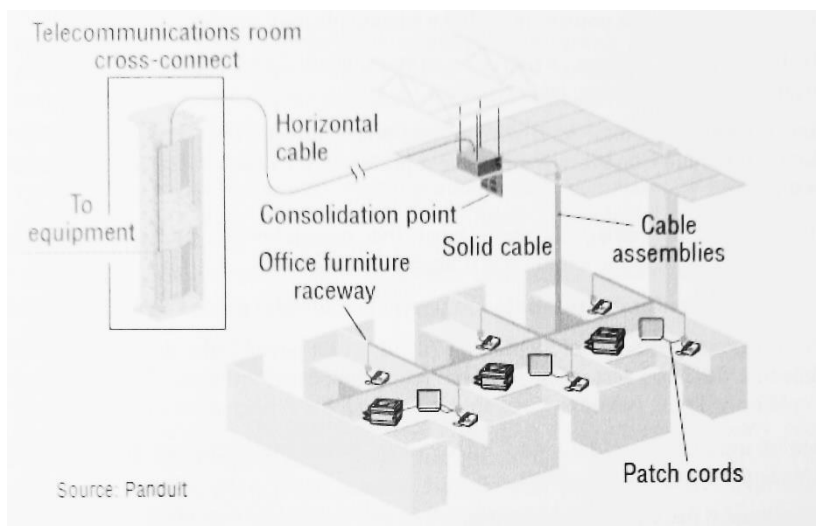 Telecommunications room
cross-connect
Horizontal
cable
To
equipment
Consolidation point
Solid cable
Cable
assemblies
Office furniture
raceway
Patch cords
Source: Panduit